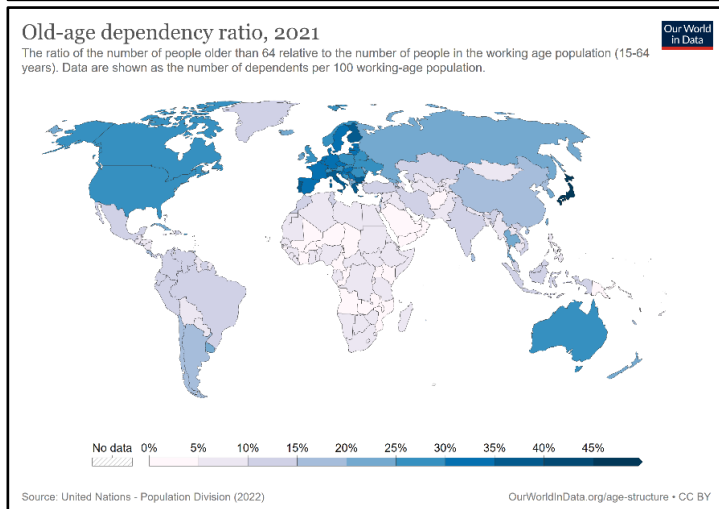 Old-age dependency ratio, 2021
Our World
in Data
The ratio of the number of people older than 64 relative to the number of people in the working age population (15-64
years). Data are shown as the number of dependents per 100 working-age population.
No data 0% 5% 10% 15% 20% 25% 30% 35% 40% 45%
Source: United Nations - Population Division (2022) OurWorldInData.org/age-structure • CC BY